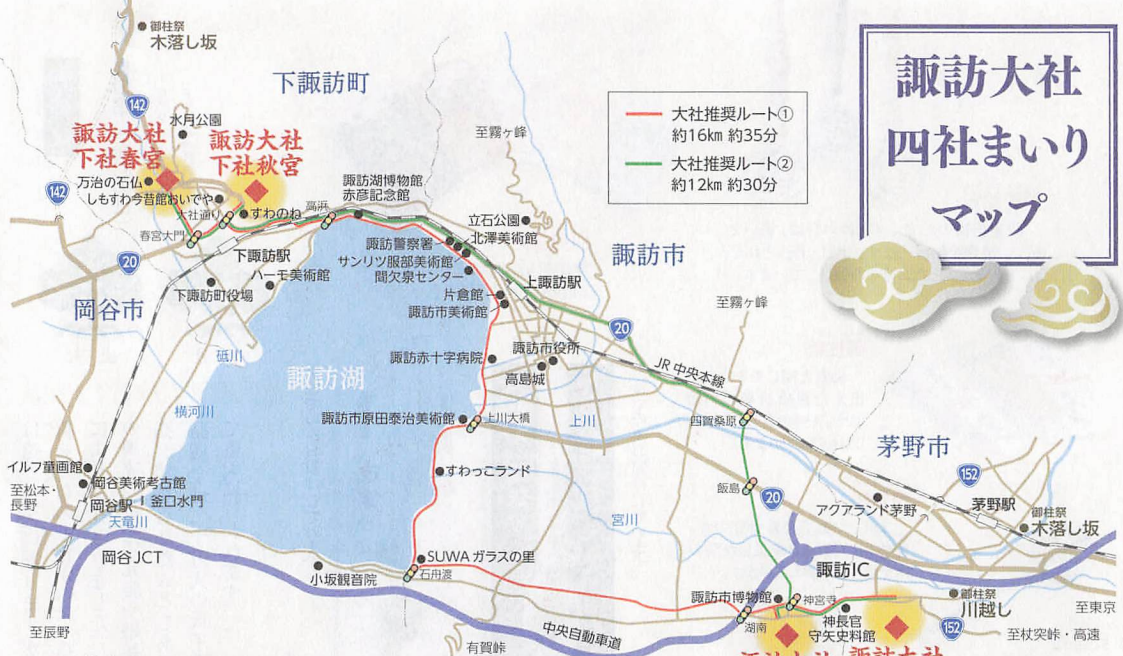 諏訪大社
四社まいり
マップ
大社推奨ルート①
約16km 約35分
大社推奨ルート②
約12km 約30分
御柱祭
木落し坂
下諏訪町
142
水月公園
諏訪大社
下社春宮
諏訪大社
下社秋宮
万治の石仏
しもすわ今昔館おいでや
142
大社通り
すわのね
春宮大門
高浜
諏訪湖博物館
赤彦記念館
至霧ヶ峰
立石公園
北澤美術館
諏訪警察署
サンリツ服部美術館
間欠泉センター
諏訪市
20
下諏訪駅
ハーモ美術館
下諏訪町役場
岡谷市
片倉館
諏訪市美術館
上諏訪駅
20
至霧ヶ峰
砥川
諏訪湖
諏訪赤十字病院
諏訪市役所
高島城
JR 中央本線
横河川
諏訪市原田泰治美術館
上川大橋
上川
四賀桑原
茅野市
イルフ童画館
岡谷美術考古館
至松本・
長野
岡谷駅
釜口水門
天竜川
すわっこランド
飯島
20
152
アクアランド茅野
茅野駅
御柱祭
木落し坂
宮川
岡谷JCT
SUWAガラスの里
石舟渡
小坂観音院
諏訪IC
諏訪市博物館
神宮寺
御柱祭
川越し
至東京
湖南
神長官
守矢史料館
152
至杖突峠・高遠
至辰野
中央自動車道
有賀峠
諏訪大社